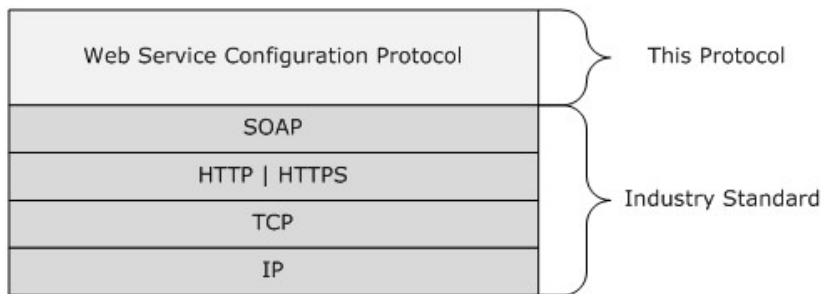 Web Service Configuration Protocol
This Protocol
SOAP
HTTP | HTTPS
Industry Standard
TCP
IP